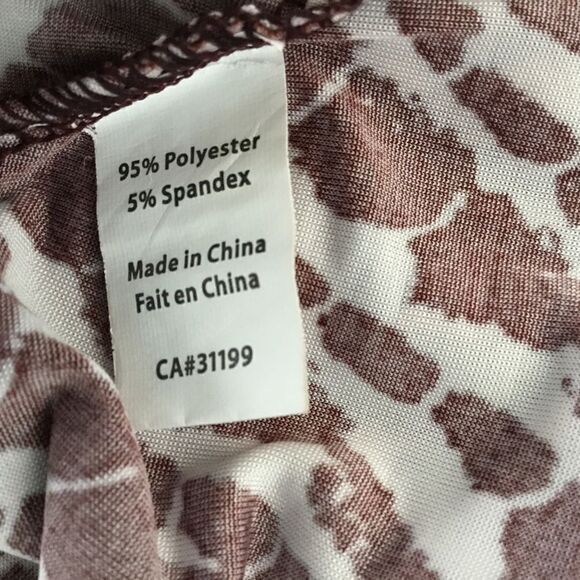 95% Polyester
5% Spandex
Made in China
Fait en China
CA#31199